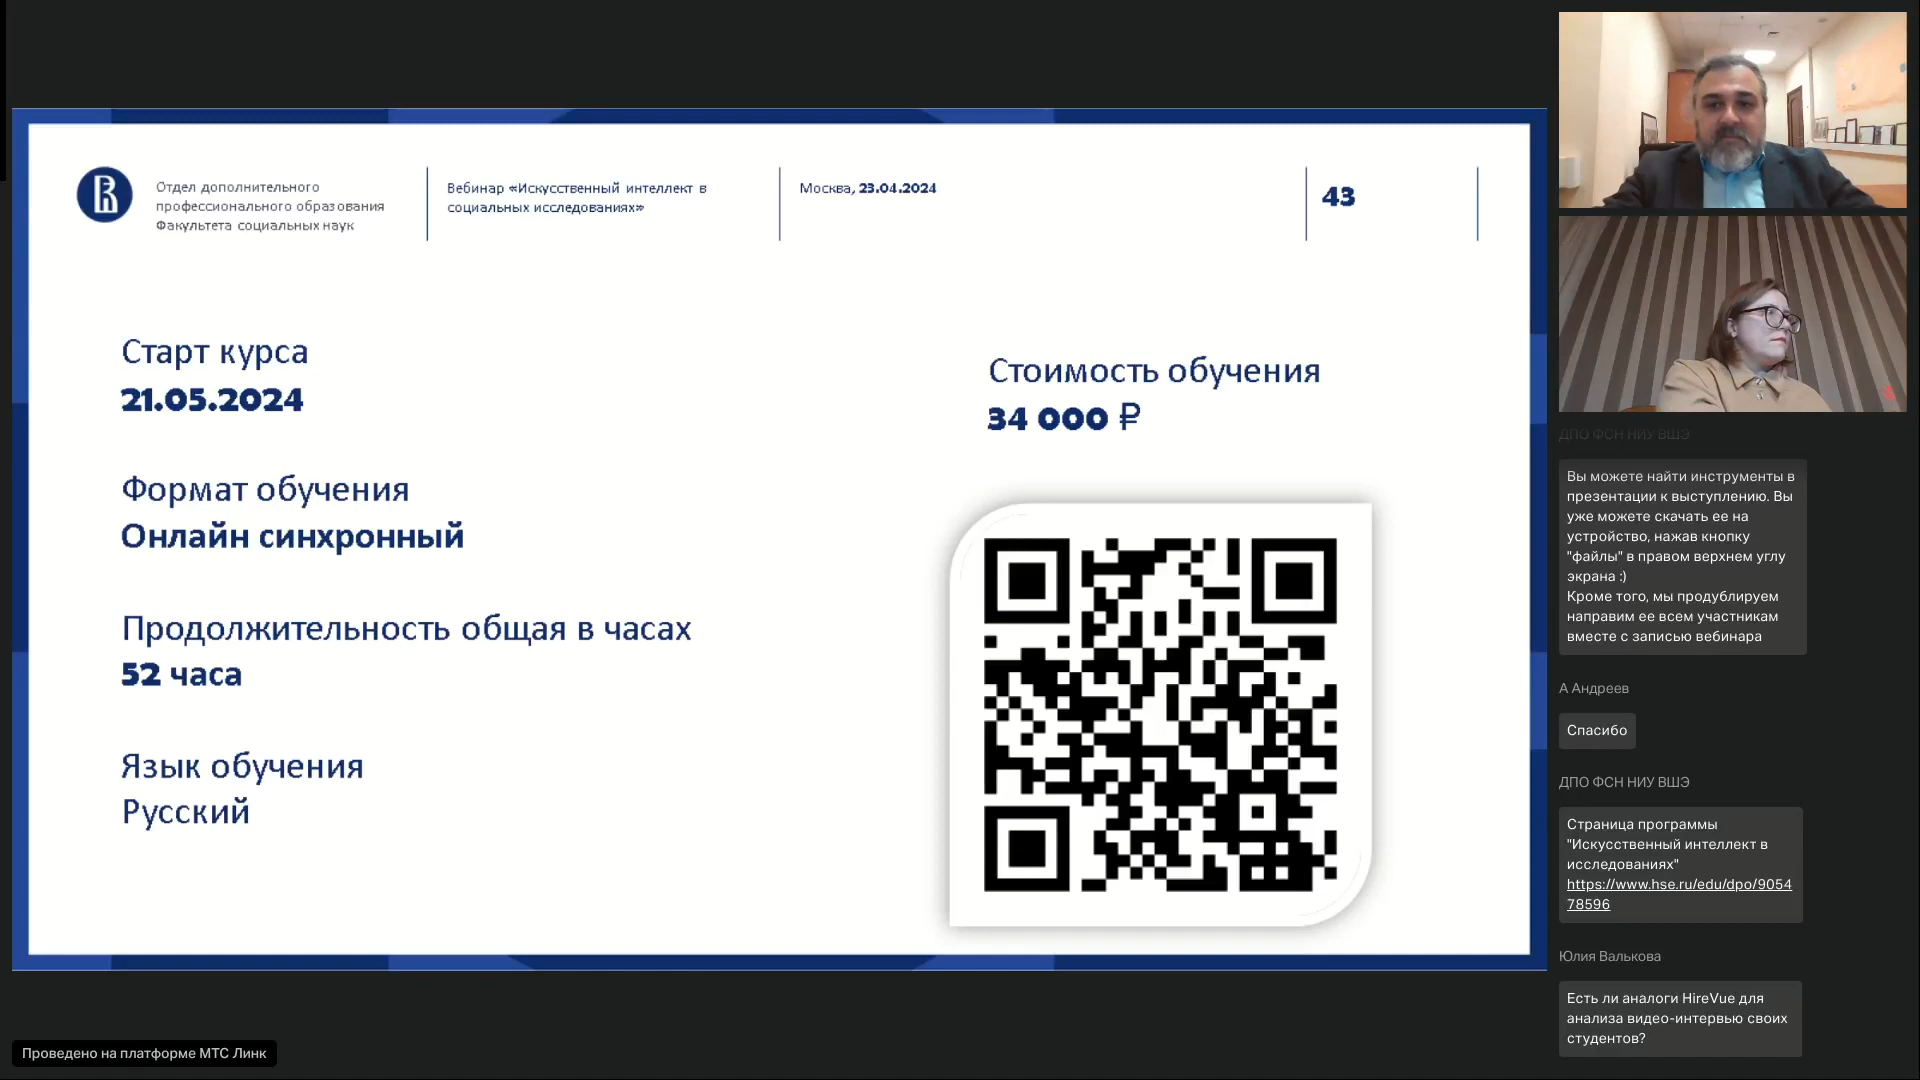 Отдел дополнительного
профессионального образования
Факультета социальных наук
Вебинар «Искусственный интеллект в
социальных исследованиях»
Москва, 23.04.2024
43
Старт курса
21.05.2024
Формат обучения
Онлайн синхронный
Продолжительность общая в часах
52 часа
Язык обучения
Русский
Стоимость обучения
34 000 ₽
ДПО ФСН НИУ ВШЭ
Вы можете найти инструменты в
презентации к выступлению. Вы
уже можете скачать ее на
устройство, нажав кнопку
"файлы" в правом верхнем углу
экрана :)
Кроме того, мы продублируем
направим ее всем участникам
вместе с записью вебинара
А Андреев
Спасибо
ДПО ФСН НИУ ВШЭ
Страница программы
"Искусственный интеллект в
исследованиях"
https://www.hse.ru/edu/dpo/9054
78596
Юлия Валькова
Есть ли аналоги HireVue для
анализа видео-интервью своих
студентов?
Проведено на платформе МТС Линк